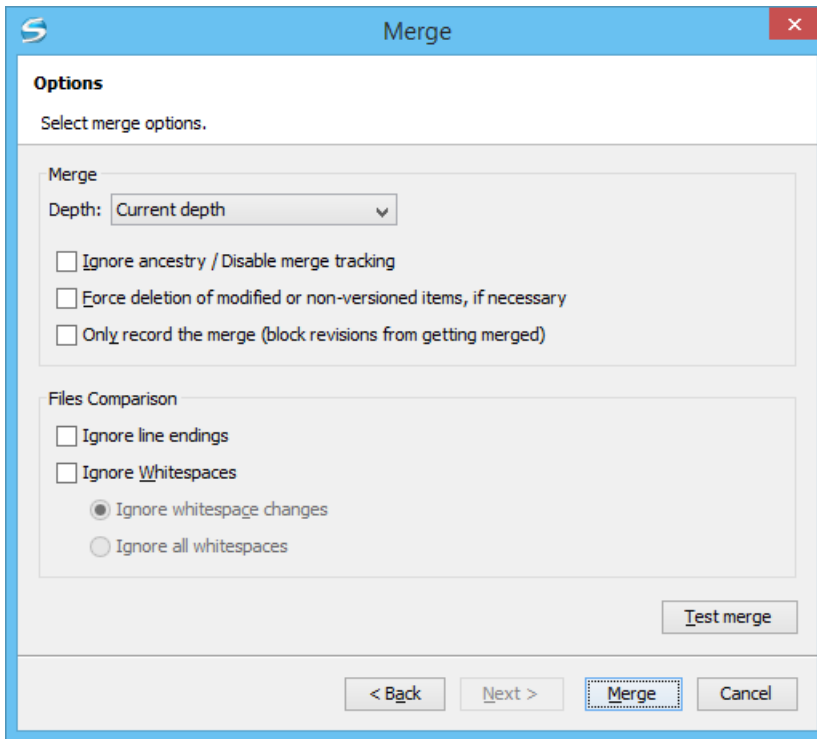 Merge
Options
Select merge options.
Merge
Depth: Current depth
Ignore ancestry / Disable merge tracking
Force deletion of modified or non-versioned items, if necessary
Only record the merge (block revisions from getting merged)
Files Comparison
Ignore line endings
Ignore Whitespaces
Ignore whitespace changes
Ignore all whitespaces
Test merge
< Back Next > Merge Cancel